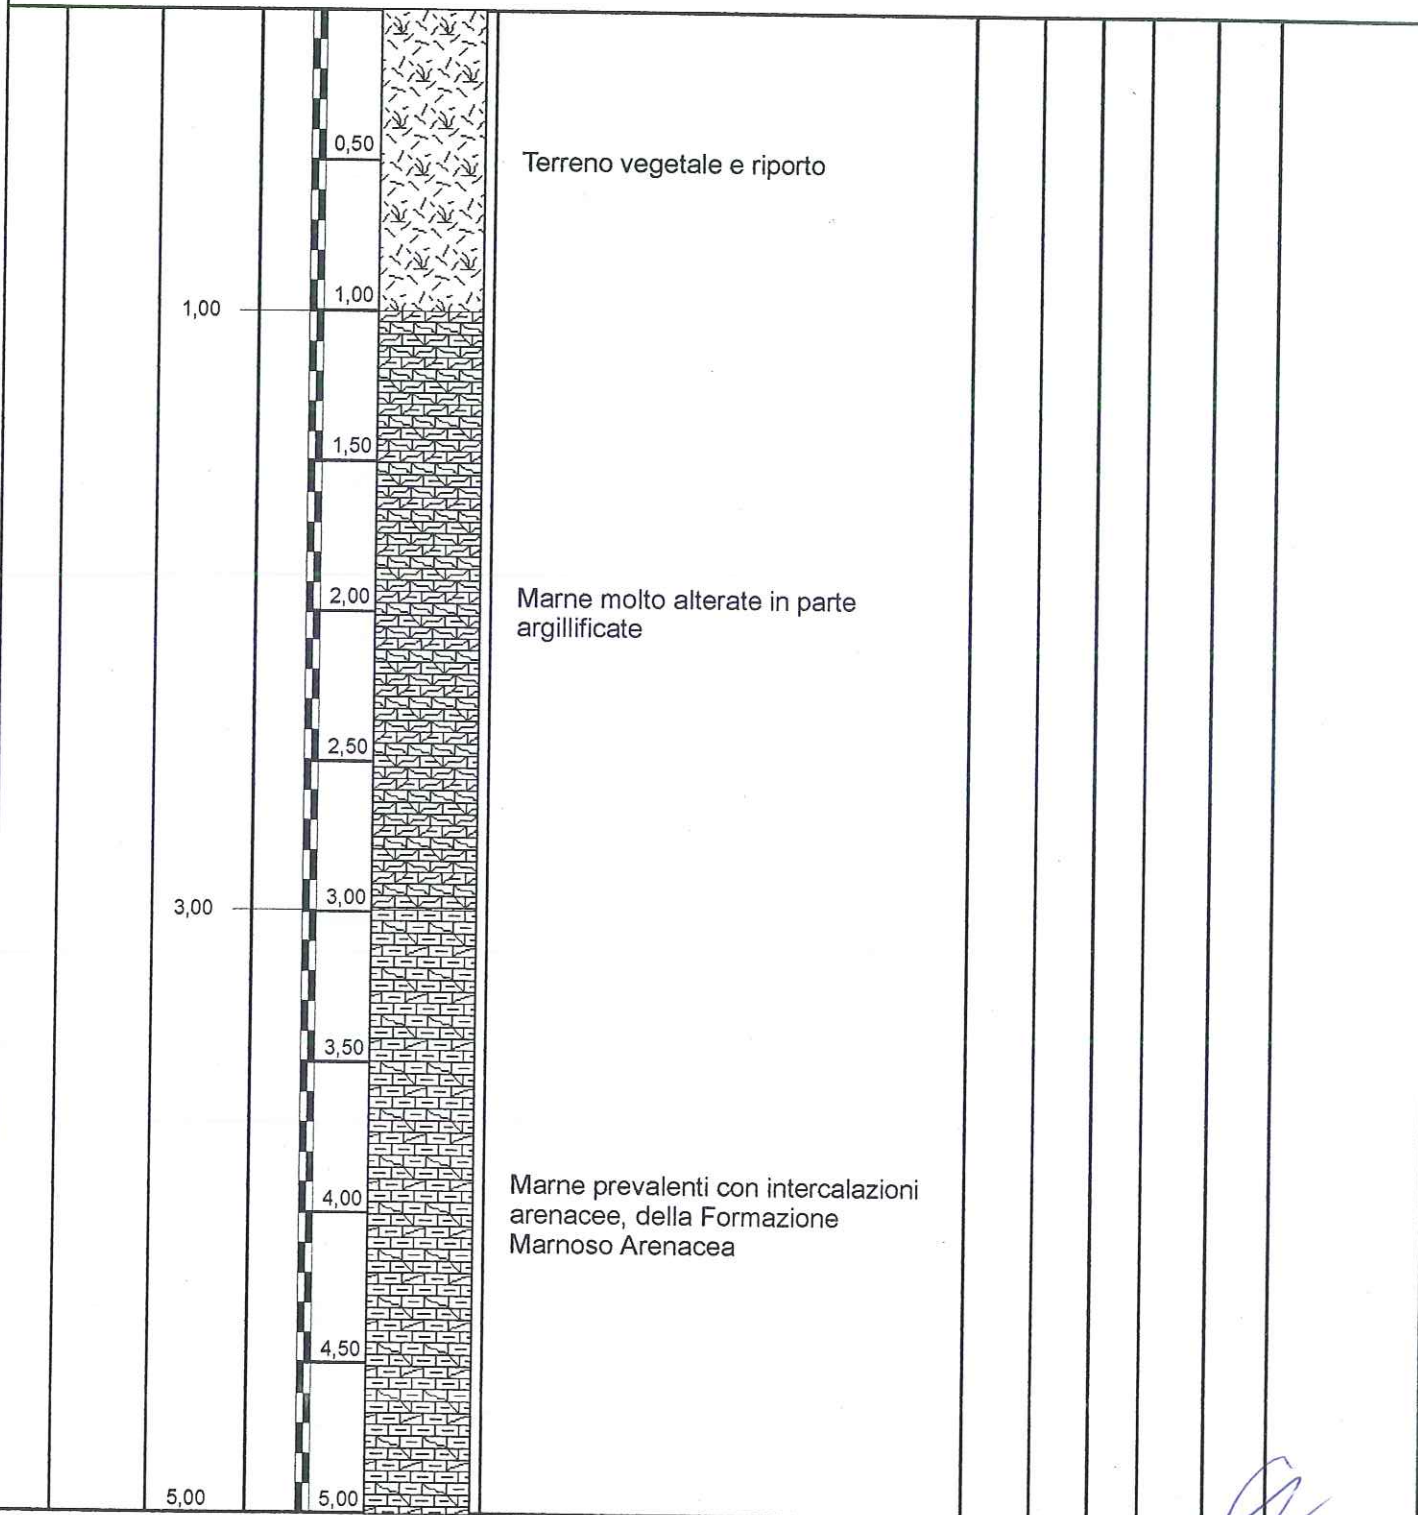 0,50
Terreno vegetale e riporto
1,00
1,00
1,50
2,00
Marne molto alterate in parte
argillificate
2,50
3,00
3,00
3,50
4,00
Marne prevalenti con intercalazioni
arenacee, della Formazione
Marnoso Arenacea
4,50
5,00
5,00